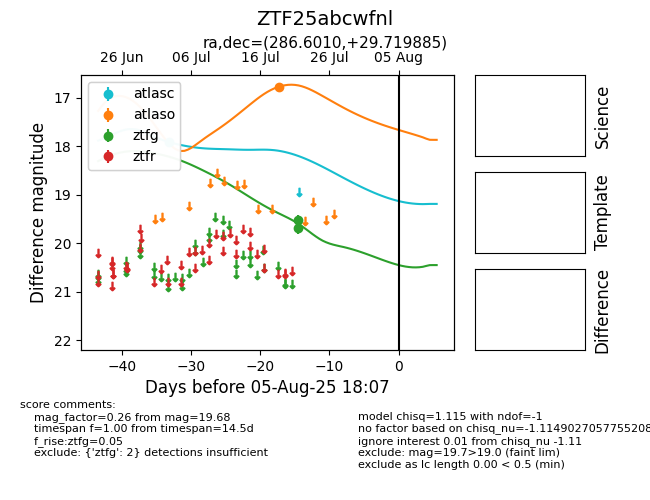 ZTF25abcwfnl
ra,dec=(286.6010,+29.719885)
26 Jun 06 Jul 16 Jul 26 Jul 05 Aug
atlasc
atlaso
ztfg
ztfr
17
18
19
20
21
22
Difference magnitude
−40 −30 −20 −10 0
Days before 05-Aug-25 18:07
Science
Template
Difference
score comments:
mag_factor=0.26 from mag=19.68
timespan f=1.00 from timespan=14.5d
f_rise:ztfg=0.05
exclude: {'ztfg': 2} detections insufficient
model chisq=1.115 with ndof=-1
no factor based on chisq_nu=-1.1149027057755208
ignore interest 0.01 from chisq_nu -1.11
exclude: mag=19.7>19.0 (faint lim)
exclude as lc length 0.00 < 0.5 (min)